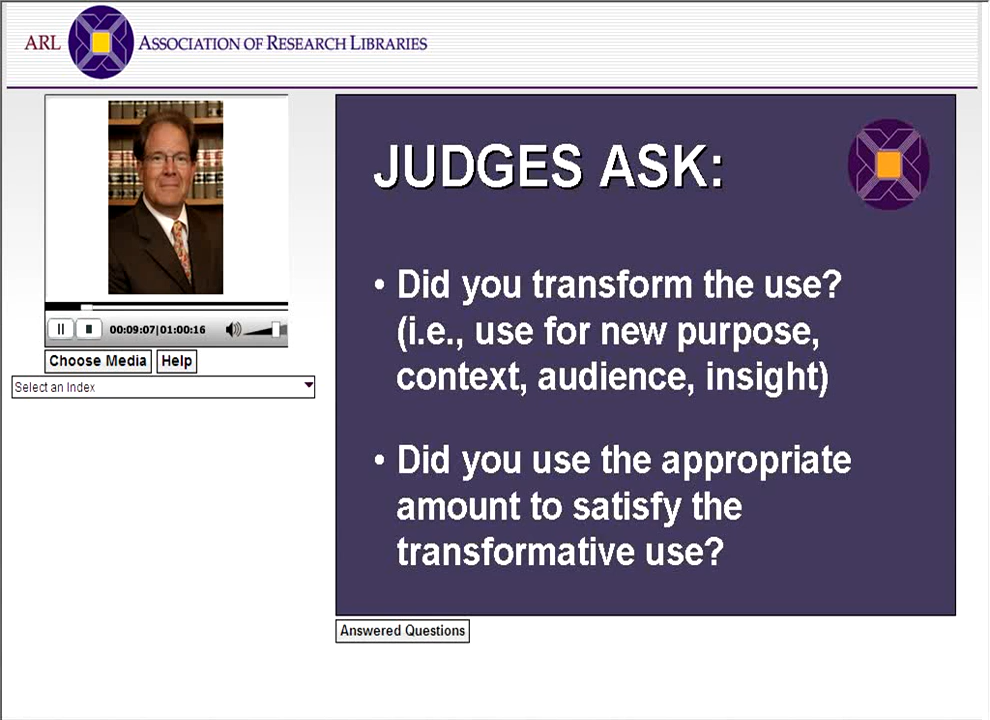 ARL ASSOCIATION OF RESEARCH LIBRARIES
00:09:07|01:00:16
Choose Media Help
Select an Index
JUDGES ASK:
• Did you transform the use?
(i.e., use for new purpose,
context, audience, insight)
• Did you use the appropriate
amount to satisfy the
transformative use?
Answered Questions